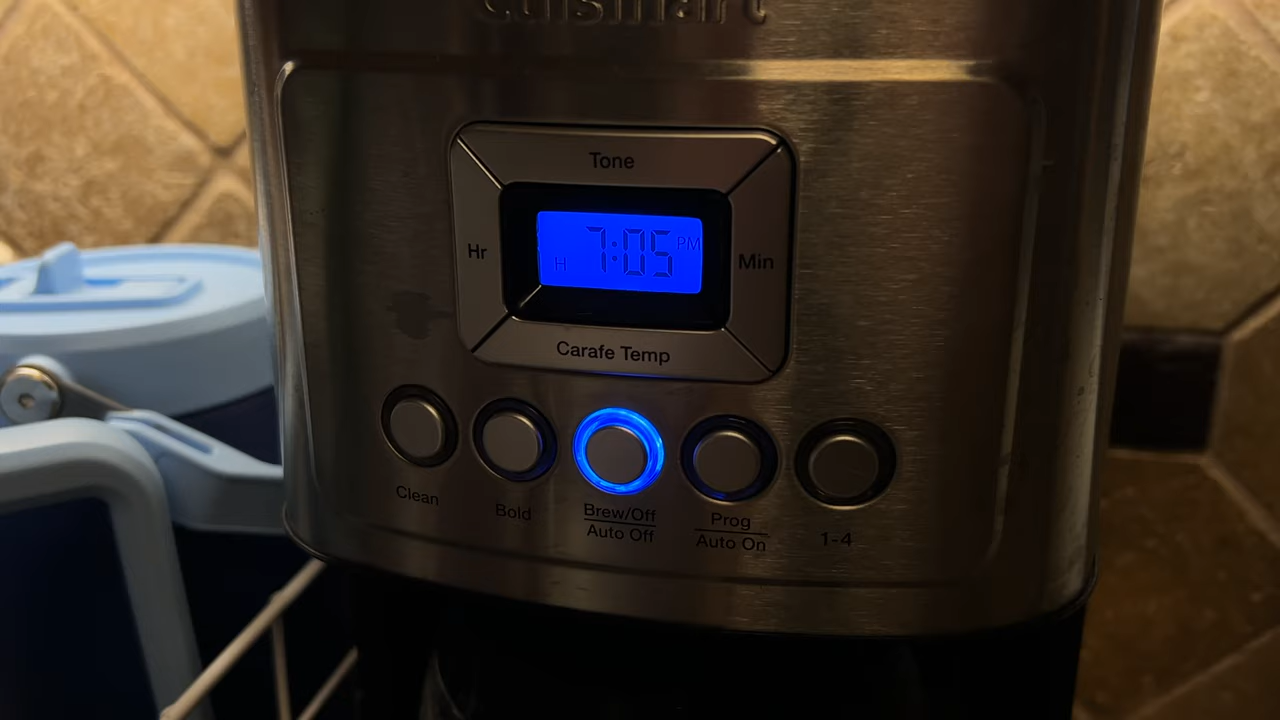 Cuisinart
Tone
Hr
H 7:05 PM
Min
Carafe Temp
Clean
Bold
Brew/Off
Auto Off
Prog
Auto On
1-4